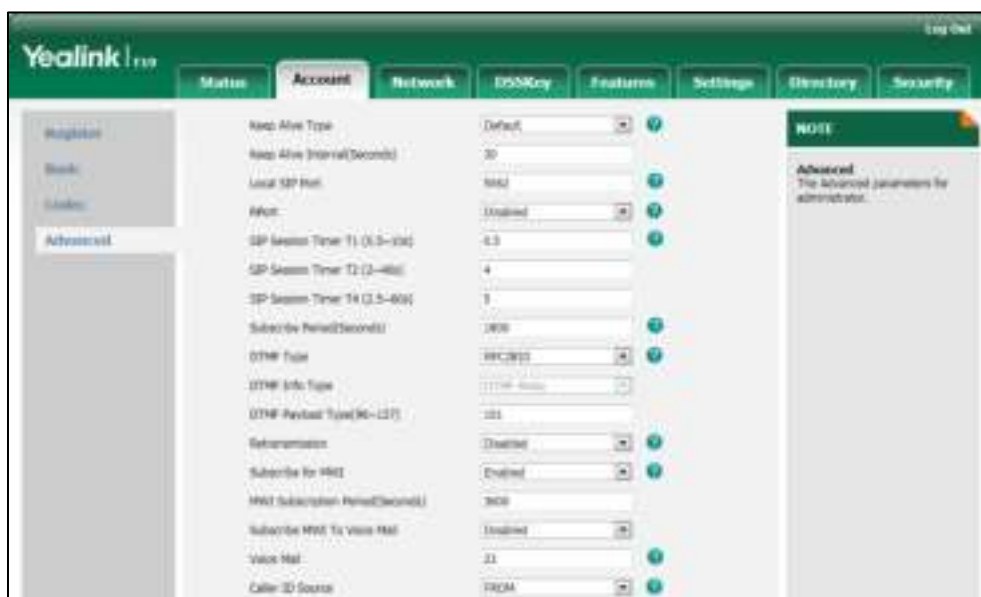 Log Out
Yealink T19
Status Account Network DSSKey Features Settings Directory Security
Register
Basic
Codec
Advanced
Keep Alive Type Default
Keep Alive Interval(Seconds) 30
Local SIP Port
RPort Disabled
SIP Session Timer T1 (0.5~10s) 0.5
SIP Session Timer T2 (2~40s) 4
SIP Session Timer T4 (2.5~60s) 5
Subscribe Period(Seconds) 1800
DTMF Type RFC2833
DTMF Info Type
DTMF Payload Type(96~127) 101
Retransmission Disabled
Subscribe for MWI Enabled
MWI Subscription Period(Seconds) 3600
Subscribe MWI To Voice Mail Disabled
Voice Mail
Caller ID Source FROM
NOTE
Advanced
The Advanced parameters for
administrator.